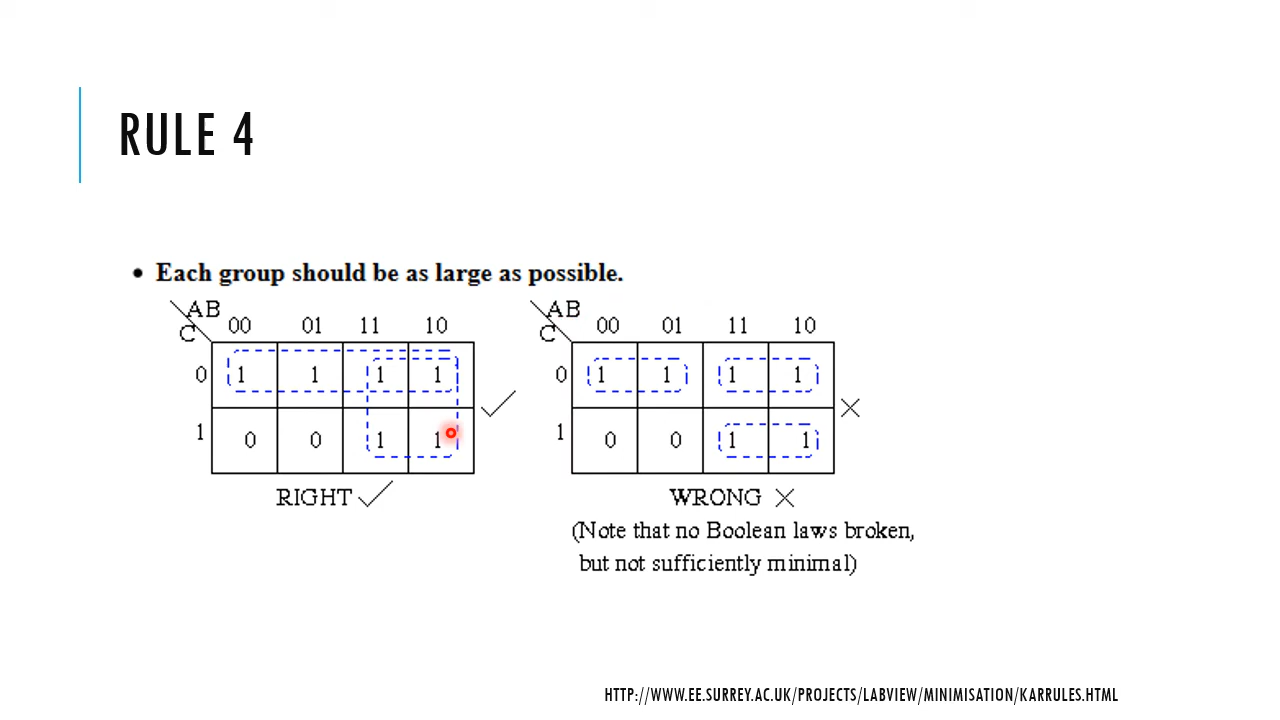 RULE 4
• Each group should be as large as possible.
AB
C 00 01 11 10
0 1 1 1 1
1 0 0 1 1
RIGHT
AB
C 00 01 11 10
0 1 1 1 1
1 0 0 1 1
WRONG
(Note that no Boolean laws broken,
but not sufficiently minimal)
HTTP://WWW.EE.SURREY.AC.UK/PROJECTS/LABVIEW/MINIMISATION/KARRULES.HTML